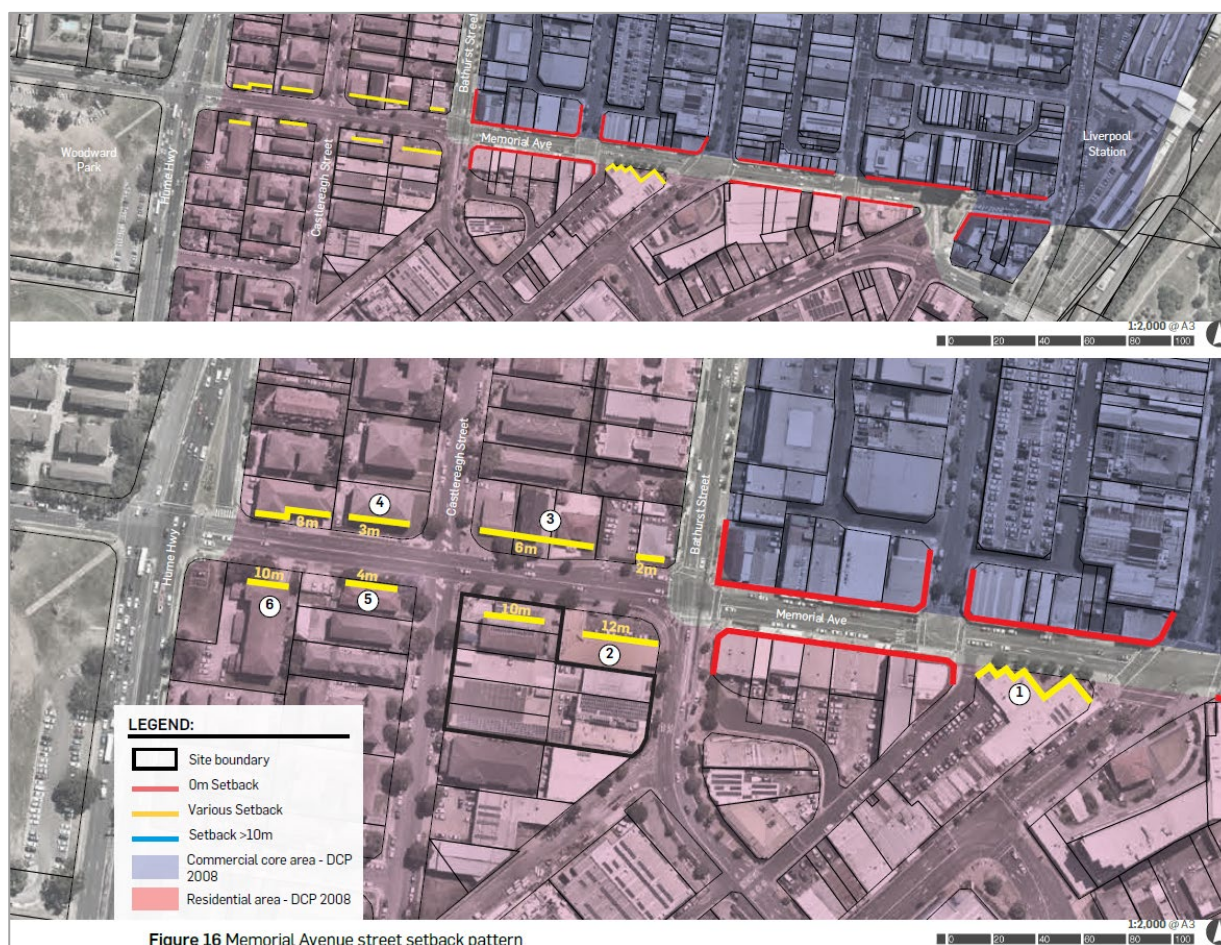 Bathurst Street
Memorial Ave
Liverpool
Station
Woodward
Park
Hume Hwy
Castlereagh Street
1:2,000 @ A3
0 20 40 60 80 100
Castlereagh Street
Bathurst Street
4
3
8m
3m
6m
2m
Hume Hwy
10m
4m
10m
12m
6
5
2
Memorial Ave
1
LEGEND:
Site boundary
0m Setback
Various Setback
Setback >10m
Commercial core area - DCP
2008
Residential area - DCP 2008
1:2,000 @ A3
0 20 40 60 80 100
Figure 16 Memorial Avenue street setback pattern